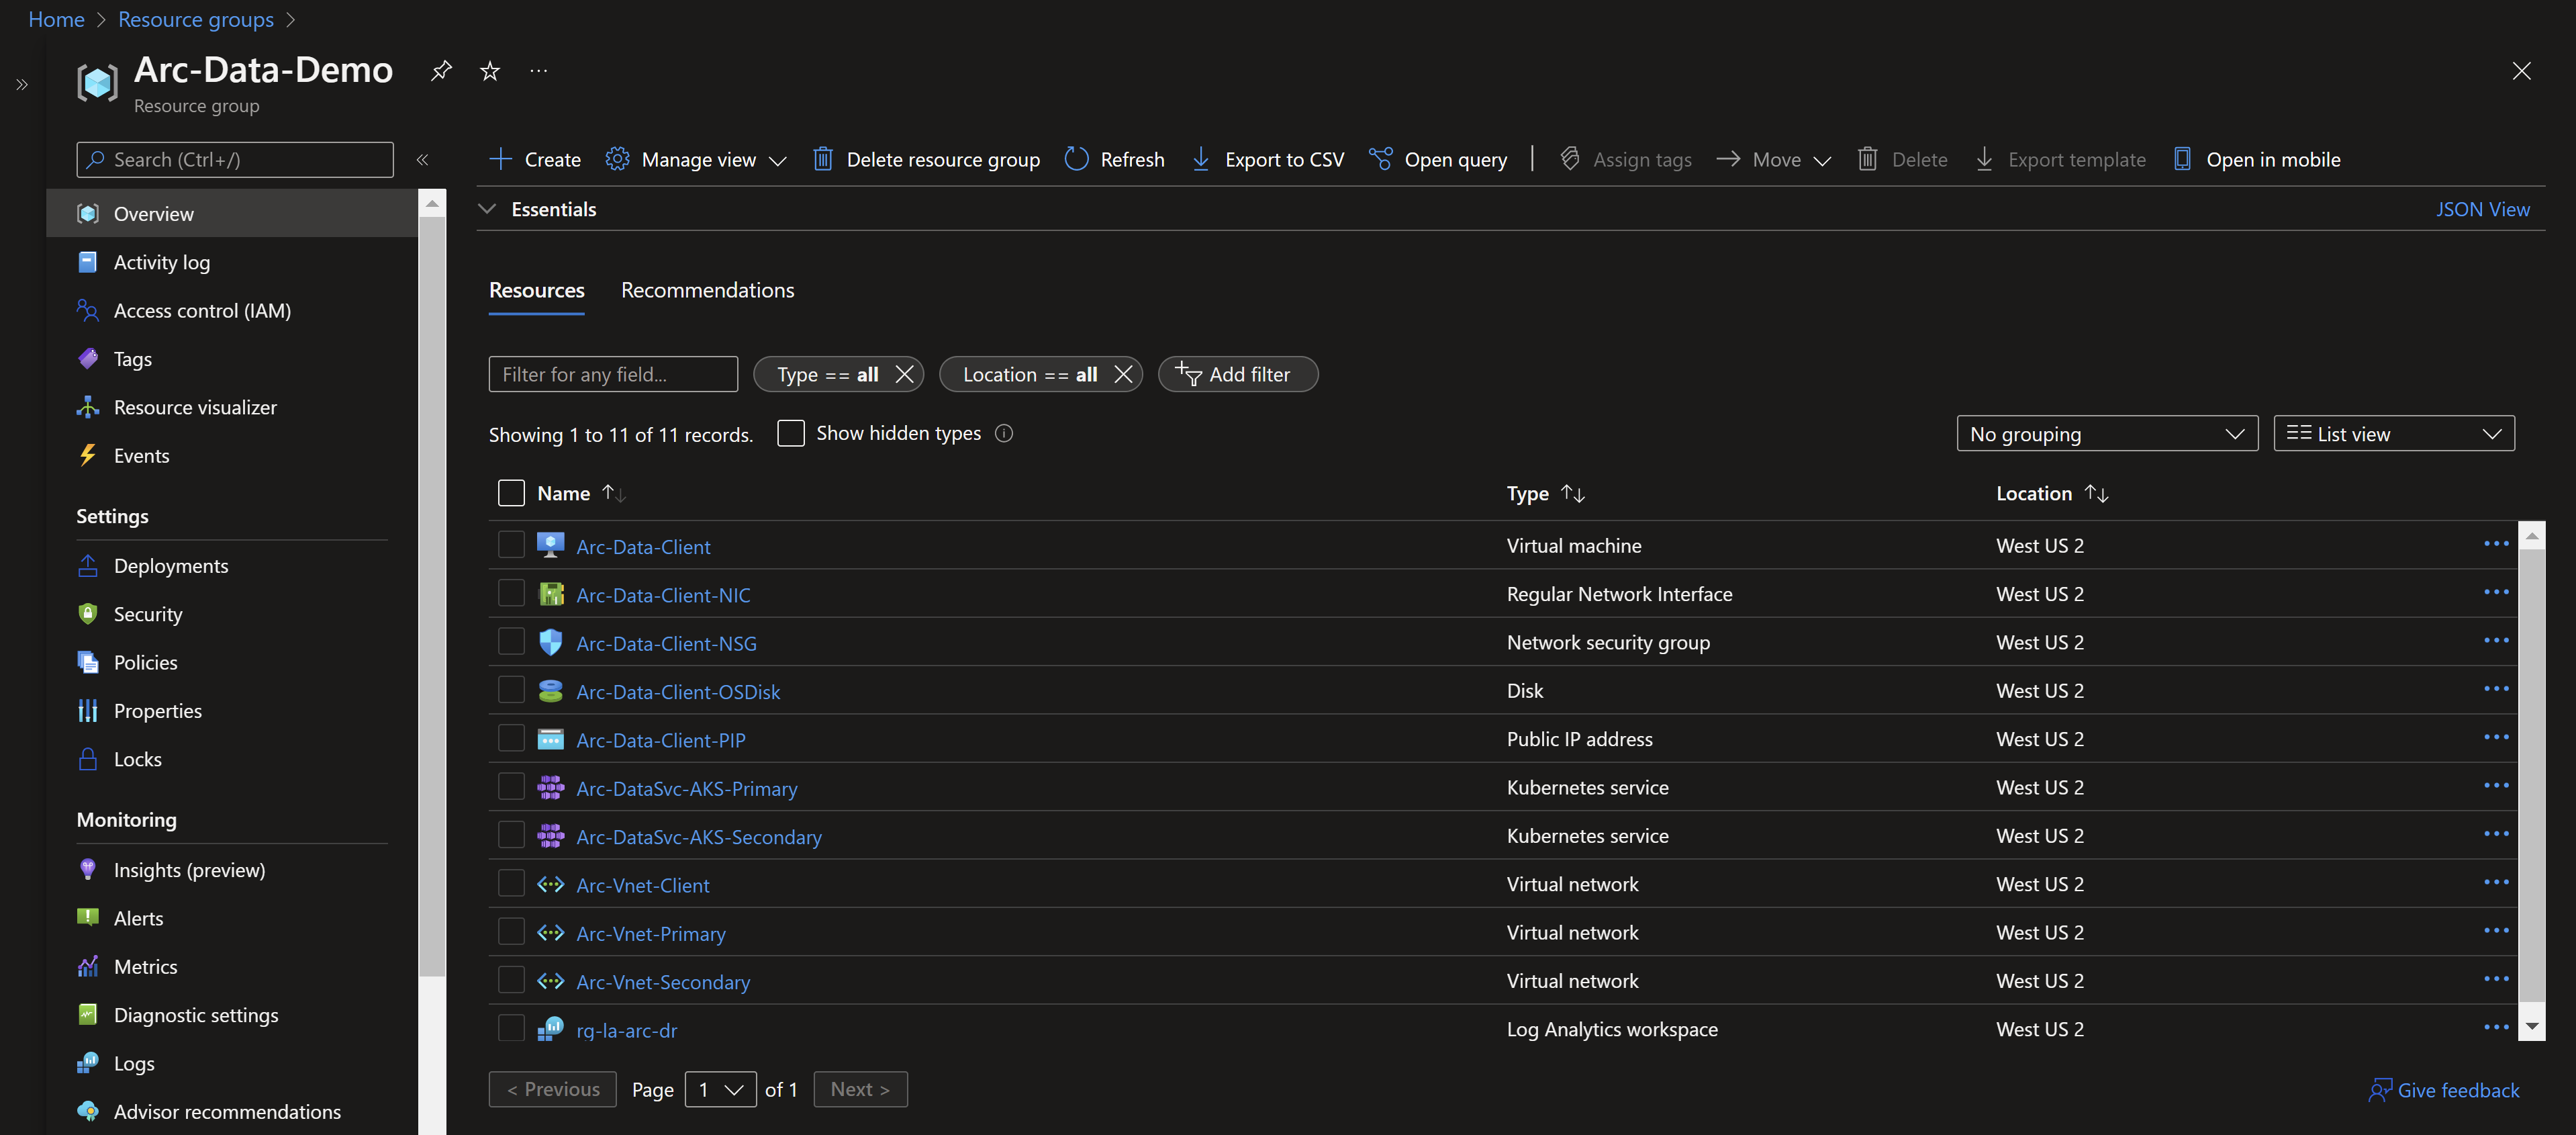 Home > Resource groups >
Arc-Data-Demo ...
Resource group
Search (Ctrl+/)
Overview
Activity log
Access control (IAM)
Tags
Resource visualizer
Events
Settings
Deployments
Security
Policies
Properties
Locks
Monitoring
Insights (preview)
Alerts
Metrics
Diagnostic settings
Logs
Advisor recommendations
Create Manage view Delete resource group Refresh Export to CSV Open query | Assign tags Move Delete Export template Open in mobile
Essentials JSON View
Resources Recommendations
Filter for any field... Type == all Location == all Add filter
Showing 1 to 11 of 11 records. Show hidden types No grouping List view
Name Type Location
Arc-Data-Client Virtual machine West US 2
Arc-Data-Client-NIC Regular Network Interface West US 2
Arc-Data-Client-NSG Network security group West US 2
Arc-Data-Client-OSDisk Disk West US 2
Arc-Data-Client-PIP Public IP address West US 2
Arc-DataSvc-AKS-Primary Kubernetes service West US 2
Arc-DataSvc-AKS-Secondary Kubernetes service West US 2
Arc-Vnet-Client Virtual network West US 2
Arc-Vnet-Primary Virtual network West US 2
Arc-Vnet-Secondary Virtual network West US 2
rg-la-arc-dr Log Analytics workspace West US 2
< Previous Page 1 of 1 Next > Give feedback